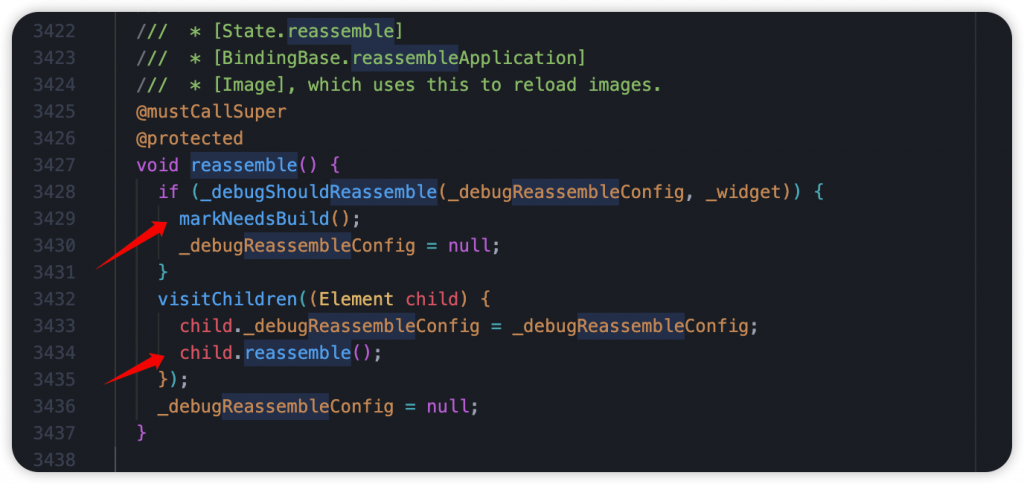 3422 /// * [State.reassemble]
3423 /// * [BindingBase.reassembleApplication]
3424 /// * [Image], which uses this to reload images.
3425 @mustCallSuper
3426 @protected
3427 void reassemble() {
3428 if (_debugShouldReassemble(_debugReassembleConfig, _widget)) {
3429 markNeedsBuild();
3430 _debugReassembleConfig = null;
3431 }
3432 visitChildren((Element child) {
3433 child._debugReassembleConfig = _debugReassembleConfig;
3434 child.reassemble();
3435 });
3436 _debugReassembleConfig = null;
3437 }
3438